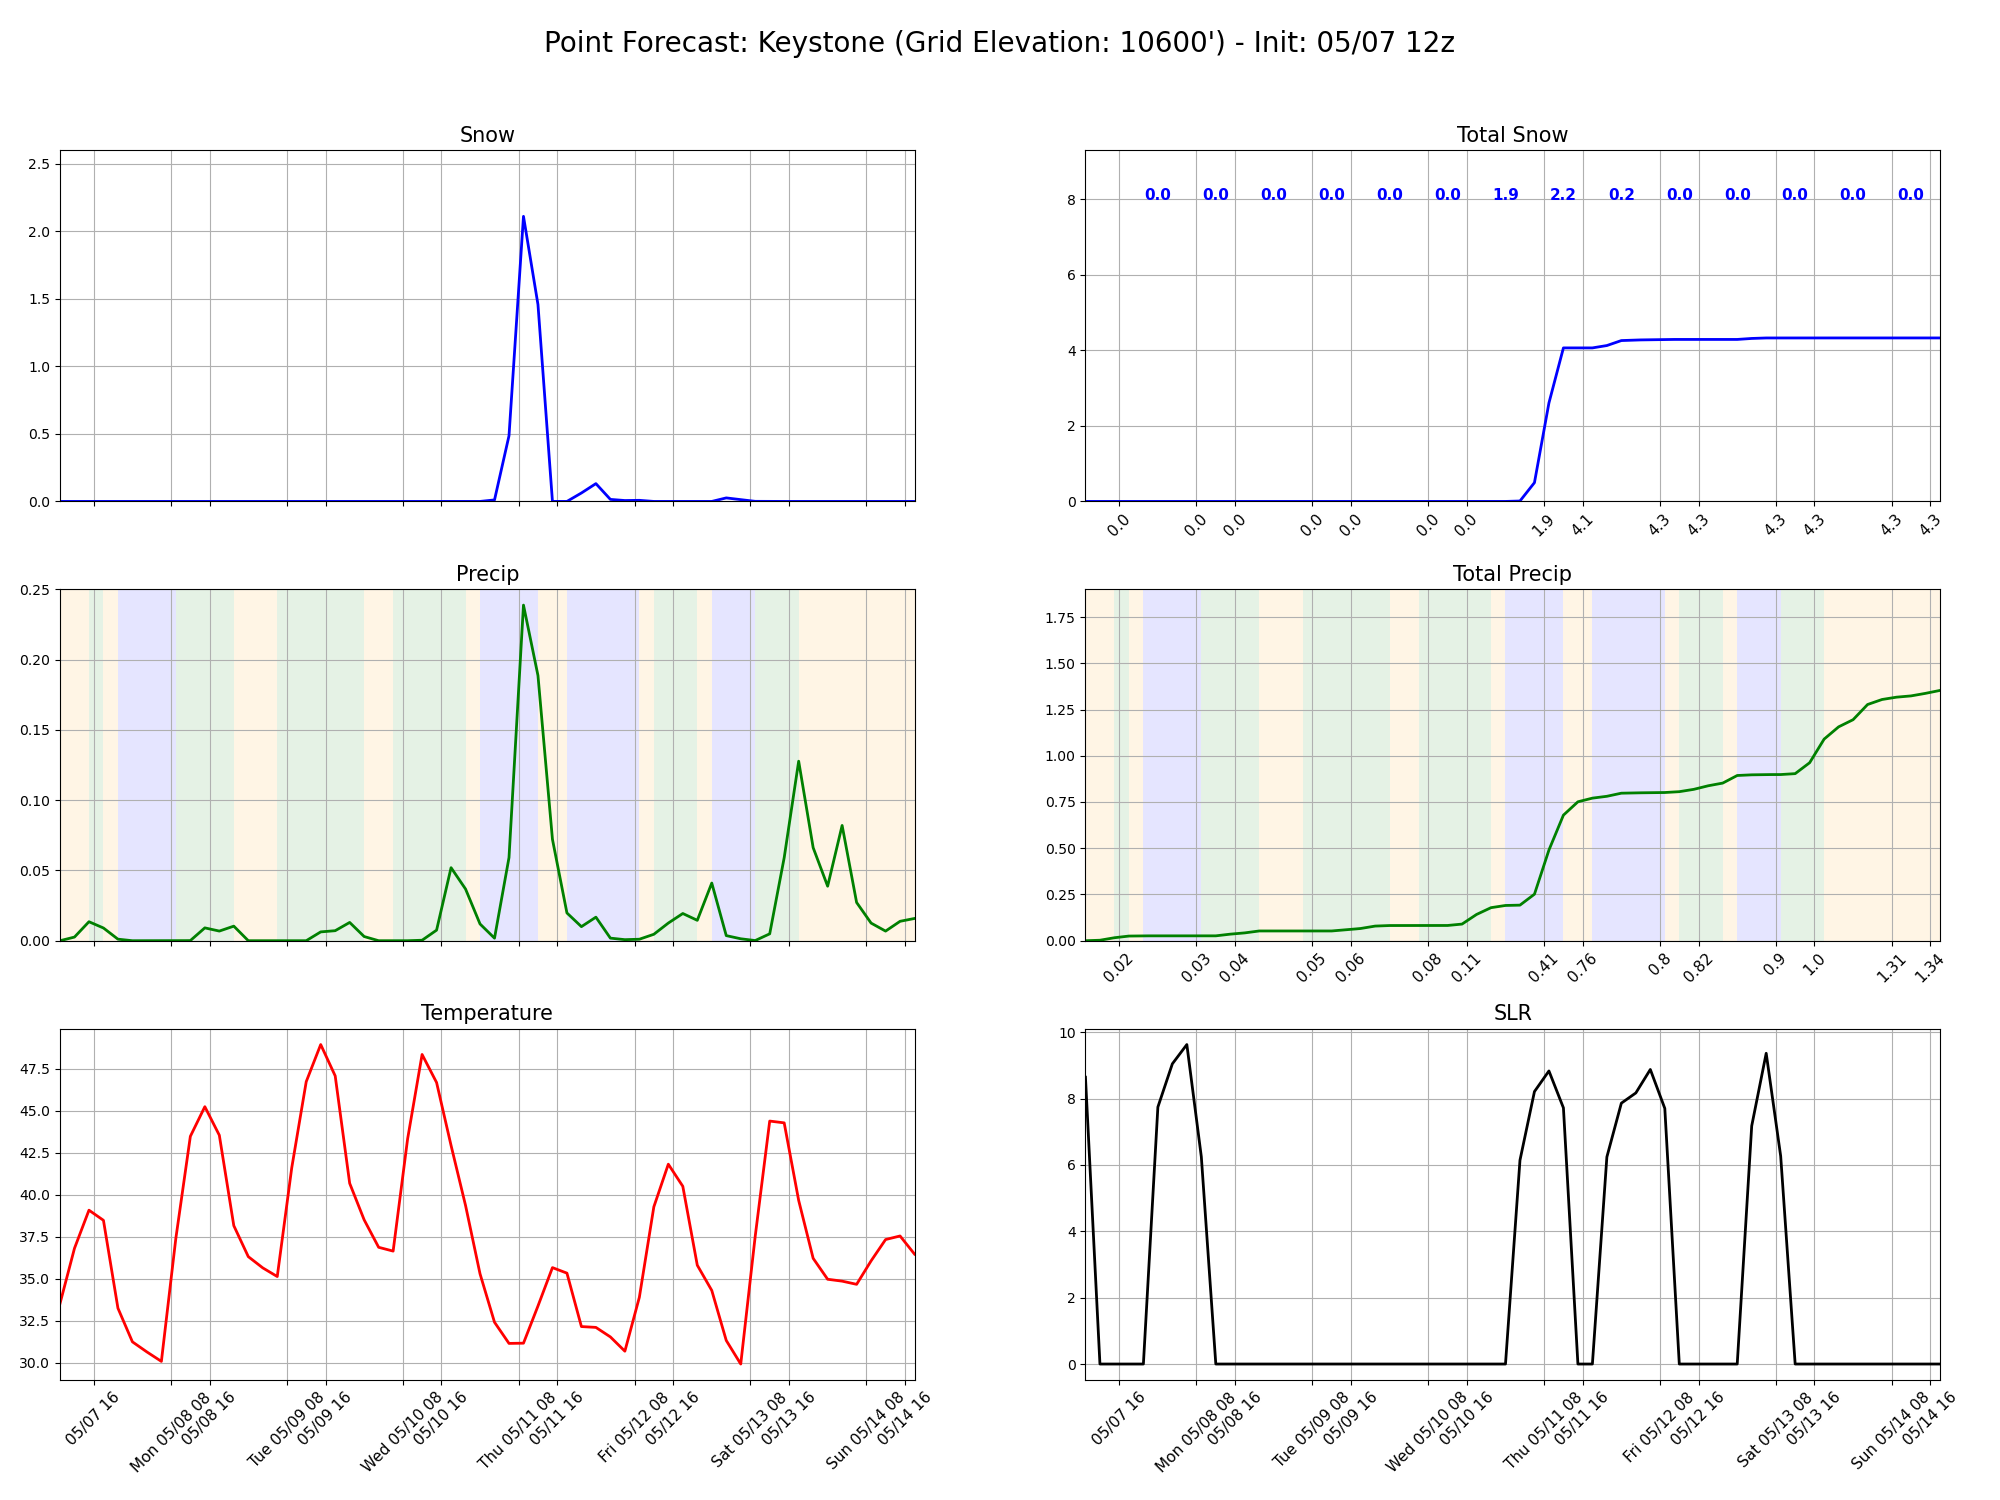 Point Forecast: Keystone (Grid Elevation: 10600') - Init: 05/07 12z
Snow
2.5
2.0
1.5
1.0
0.5
0.0
Total Snow
0.0 0.0 0.0 0.0 0.0 0.0 1.9 2.2 0.2 0.0 0.0 0.0 0.0 0.0
8
6
4
2
0
0.0 0.0 0.0 0.0 0.0 0.0 0.0 1.9 4.1 4.3 4.3 4.3 4.3 4.3 4.3
Precip
0.25
0.20
0.15
0.10
0.05
0.00
Total Precip
1.75
1.50
1.25
1.00
0.75
0.50
0.25
0.00
0.02 0.03 0.04 0.05 0.06 0.08 0.11 0.41 0.76 0.8 0.82 0.9 1.0 1.31 1.34
Temperature
47.5
45.0
42.5
40.0
37.5
35.0
32.5
30.0
05/07 16
Mon 05/08 08
05/08 16
Tue 05/09 08
05/09 16
Wed 05/10 08
05/10 16
Thu 05/11 08
05/11 16
Fri 05/12 08
05/12 16
Sat 05/13 08
05/13 16
Sun 05/14 08
05/14 16
SLR
10
8
6
4
2
0
05/07 16
Mon 05/08 08
05/08 16
Tue 05/09 08
05/09 16
Wed 05/10 08
05/10 16
Thu 05/11 08
05/11 16
Fri 05/12 08
05/12 16
Sat 05/13 08
05/13 16
Sun 05/14 08
05/14 16